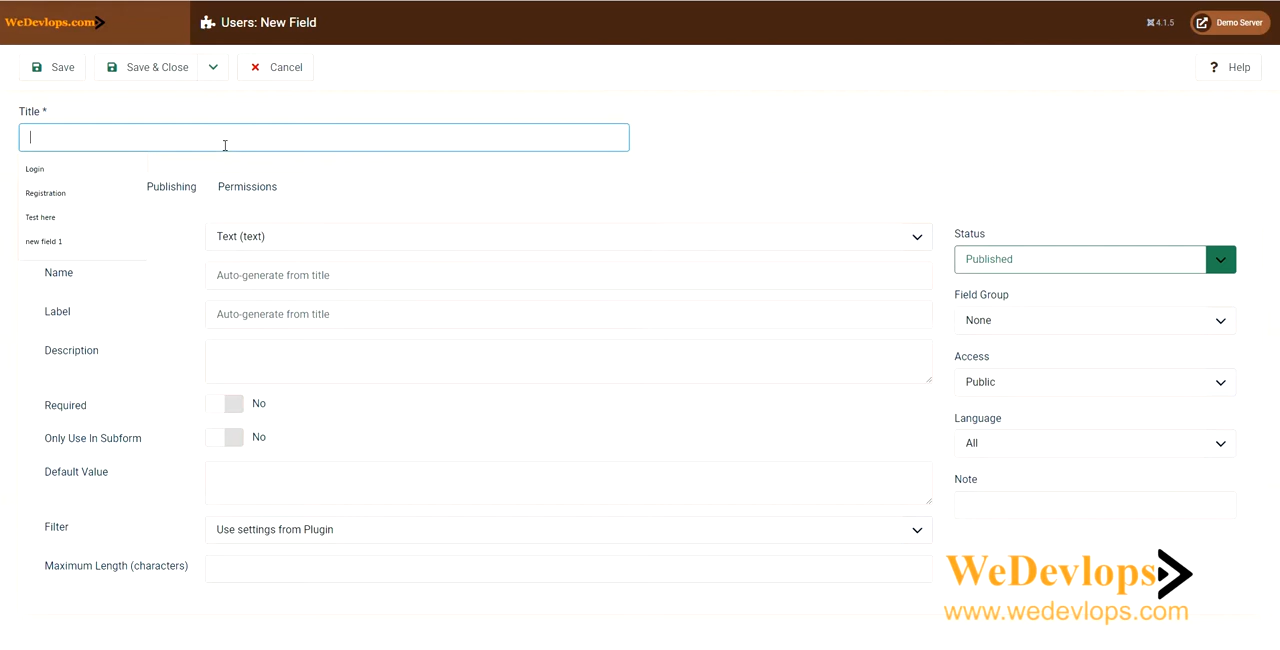 WeDevlops.com
Users: New Field
4.1.5
Demo Server
Save
Save & Close
Cancel
? Help
Title *
Login
Registration
Test here
new field 1
Publishing
Permissions
Text (text)
Name
Auto-generate from title
Label
Auto-generate from title
Description
Required
No
Only Use In Subform
No
Default Value
Filter
Use settings from Plugin
Maximum Length (characters)
Status
Published
Field Group
None
Access
Public
Language
All
Note
WeDevlops
www.wedevlops.com